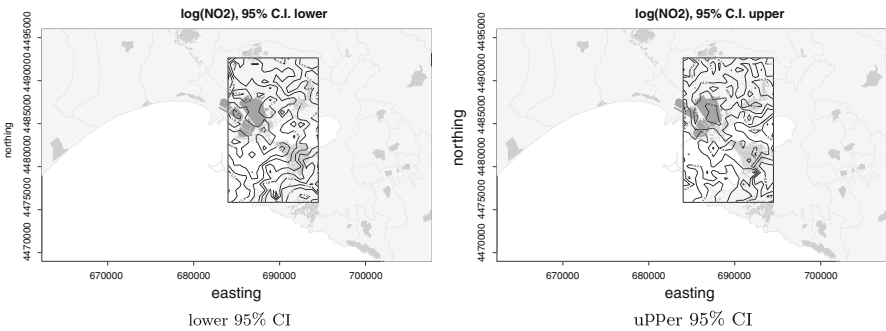 log(NO2), 95% C.I. lower
northing
4470000 4475000 4480000 4485000 4490000 4495000
670000 680000 690000 700000
easting
lower 95% CI
log(NO2), 95% C.I. upper
northing
4470000 4475000 4480000 4485000 4490000 4495000
670000 680000 690000 700000
easting
upper 95% CI